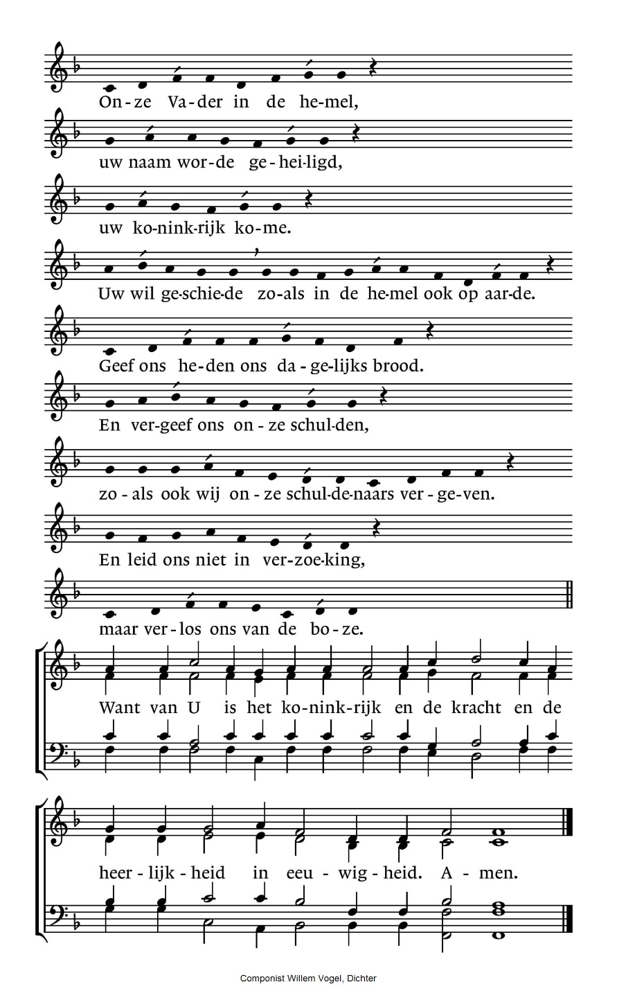 On - ze Va - der in de he - mel,
uw naam wor - de ge - hei - ligd,
uw ko - nink - rijk ko - me.
Uw wil ge - schie - de zo - als in de he - mel ook op aar - de.
Geef ons he - den ons da - ge - lijks brood.
En ver - geef ons on - ze schul - den,
zo - als ook wij on - ze schul - de - naars ver - ge - ven.
En leid ons niet in ver - zoe - king,
maar ver - los ons van de bo - ze.
Want van U is het ko - nink - rijk en de kracht en de
heer - lijk - heid in eeu - wig - heid. A - men.
Componist Willem Vogel, Dichter